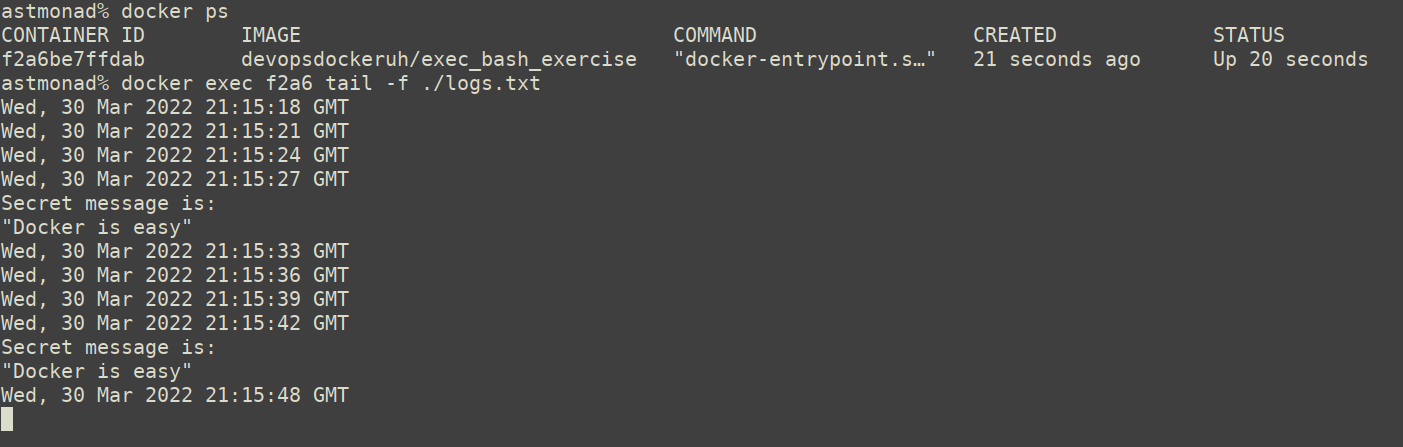 astmonad% docker ps
CONTAINER ID        IMAGE                               COMMAND                  CREATED             STATUS
f2a6be7ffdab        devopsdockeruh/exec_bash_exercise   "docker-entrypoint.s…"   21 seconds ago      Up 20 seconds
astmonad% docker exec f2a6 tail -f ./logs.txt
Wed, 30 Mar 2022 21:15:18 GMT
Wed, 30 Mar 2022 21:15:21 GMT
Wed, 30 Mar 2022 21:15:24 GMT
Wed, 30 Mar 2022 21:15:27 GMT
Secret message is:
"Docker is easy"
Wed, 30 Mar 2022 21:15:33 GMT
Wed, 30 Mar 2022 21:15:36 GMT
Wed, 30 Mar 2022 21:15:39 GMT
Wed, 30 Mar 2022 21:15:42 GMT
Secret message is:
"Docker is easy"
Wed, 30 Mar 2022 21:15:48 GMT